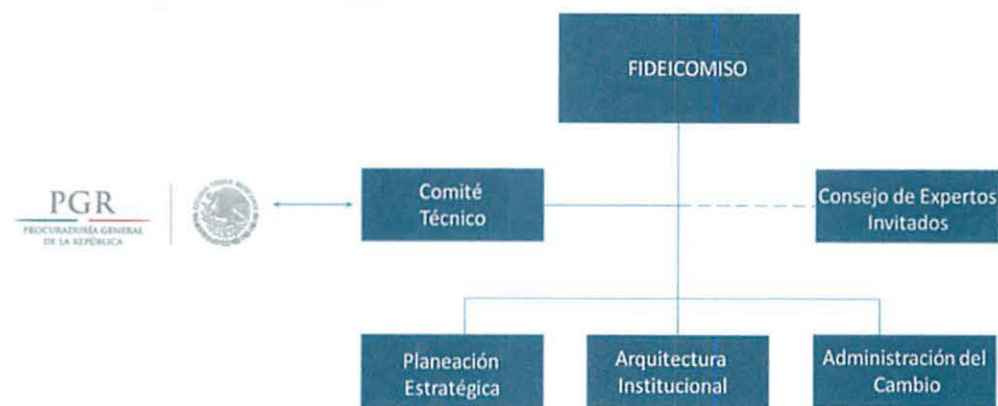 FIDEICOMISO
PGR
PROCURADURÍA GENERAL
DE LA REPÚBLICA
Comité
Técnico
Consejo de Expertos
Invitados
Planeación
Estratégica
Arquitectura
Institucional
Administración del
Cambio